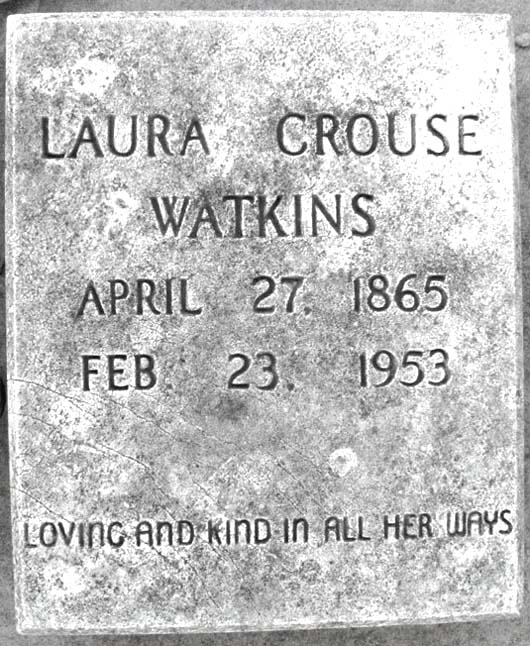 LAURA CROUSE
WATKINS
APRIL 27, 1865
FEB. 23, 1953
LOVING AND KIND IN ALL HER WAYS